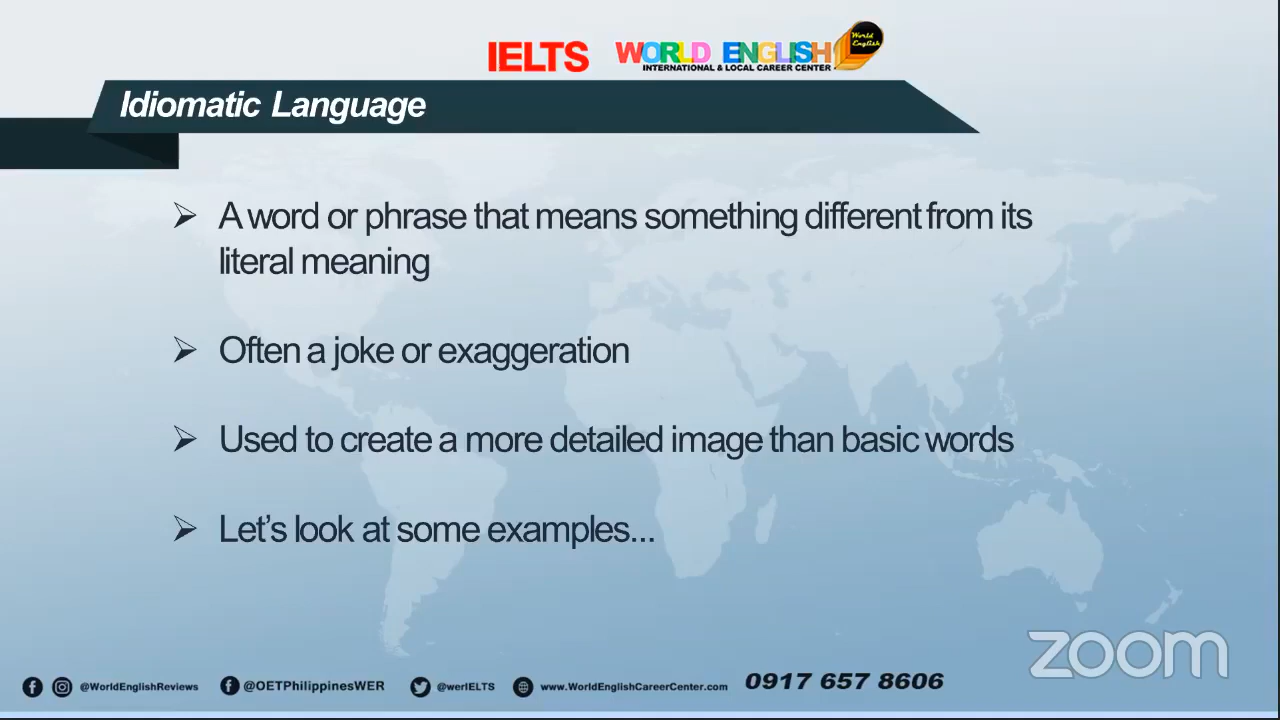 IELTS WORLD ENGLISH
INTERNATIONAL & LOCAL CAREER CENTER
World
English
Idiomatic Language
A word or phrase that means something different from its
literal meaning
Often a joke or exaggeration
Used to create a more detailed image than basic words
Let's look at some examples...
zoom
@WorldEnglishReviews @OETPhilippinesWER @werIELTS www.WorldEnglishCareerCenter.com 0917 657 8606